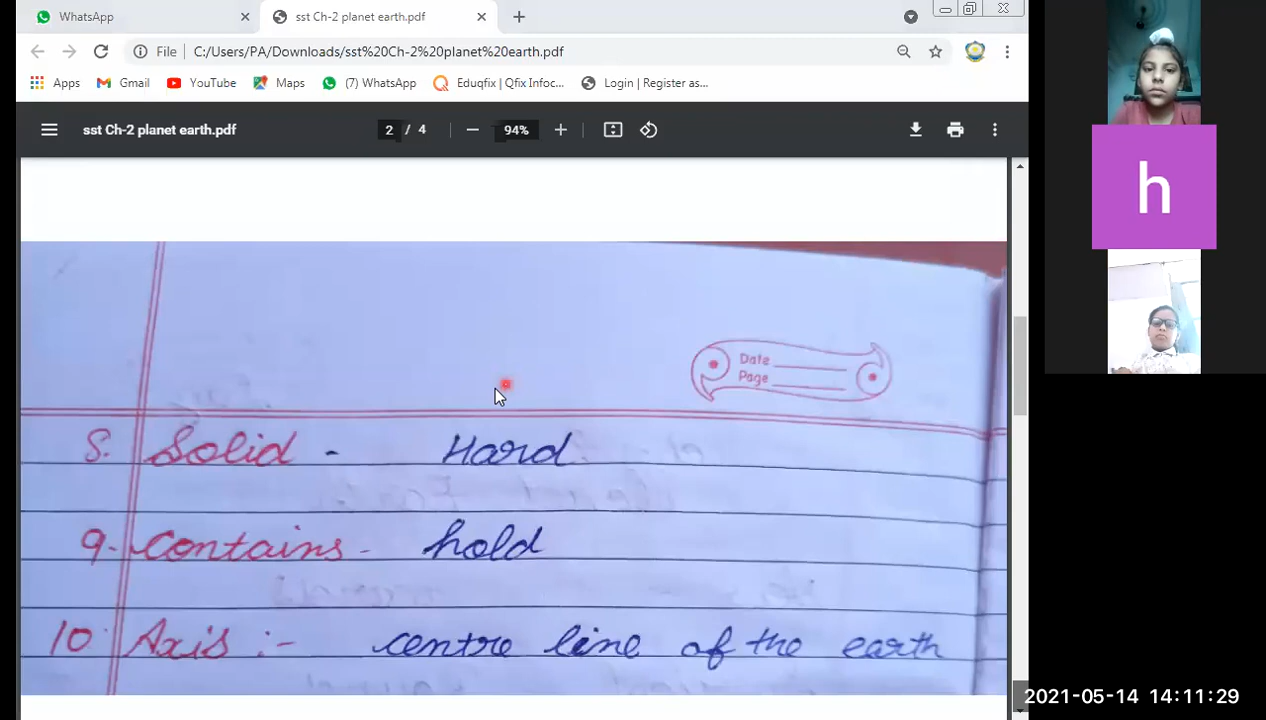 WhatsApp
sst Ch-2 planet earth.pdf
File | C:/Users/PA/Downloads/sst%20Ch-2%20planet%20earth.pdf
Apps Gmail YouTube Maps (7) WhatsApp Eduqfix | Qfix Infoc... Login | Register as...
sst Ch-2 planet earth.pdf 2 / 4 94%
Date
Page
8. Solid - Hard
9. Contains - hold
10. Axis :- centre line of the earth
h
2021-05-14 14:11:29